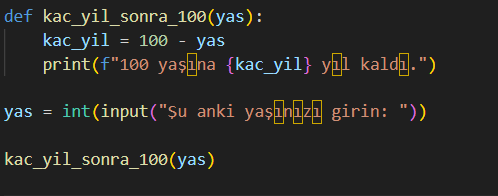 def kac_yil_sonra_100(yas):
    kac_yil = 100 - yas
    print(f"100 yaşına {kac_yil} yıl kaldı.")
yas = int(input("Şu anki yaşınızı girin: "))
kac_yil_sonra_100(yas)